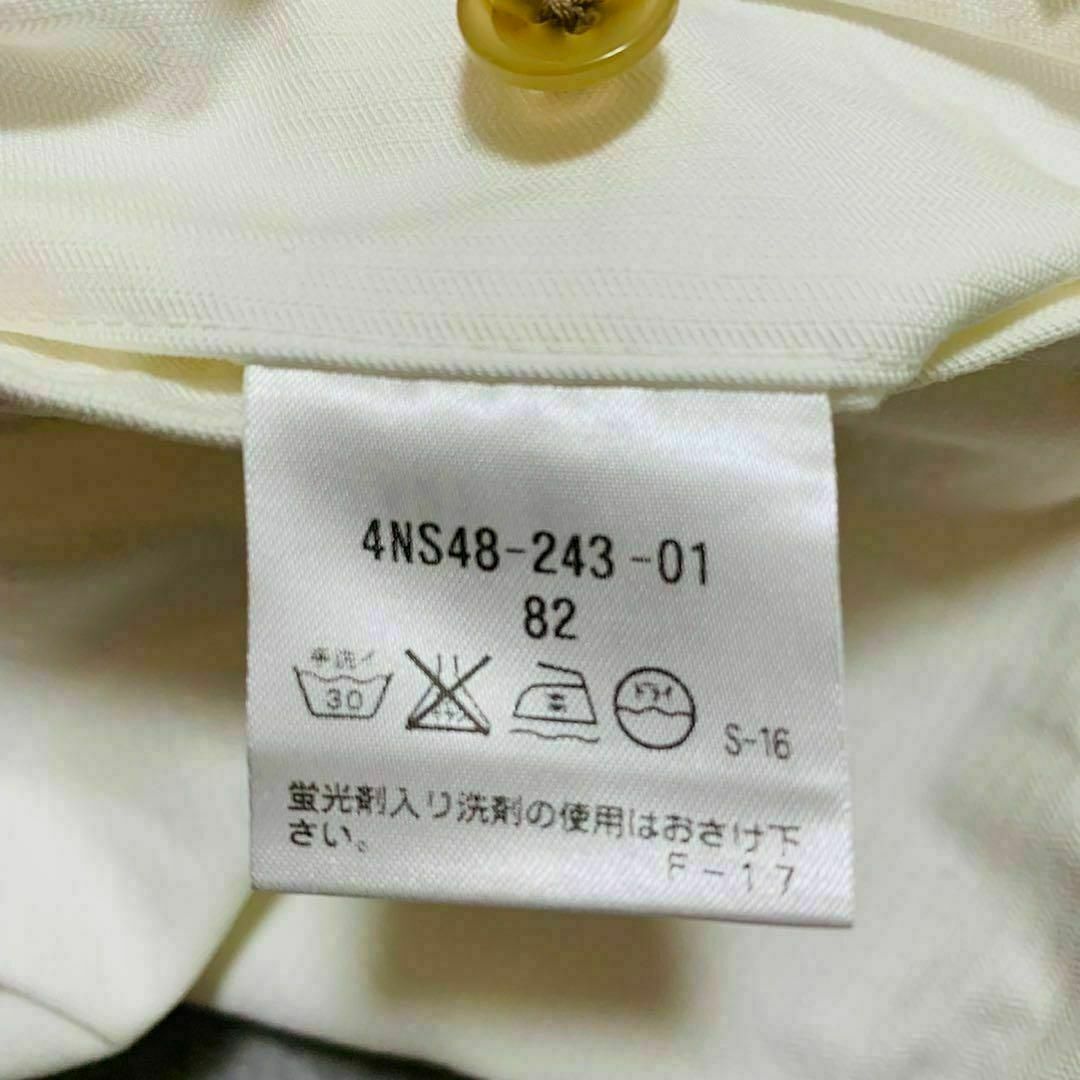 4NS48-243-01
82
手洗イ
30
ドライ
S-16
蛍光剤入り洗剤の使用はおさけ下
さい。
F-17